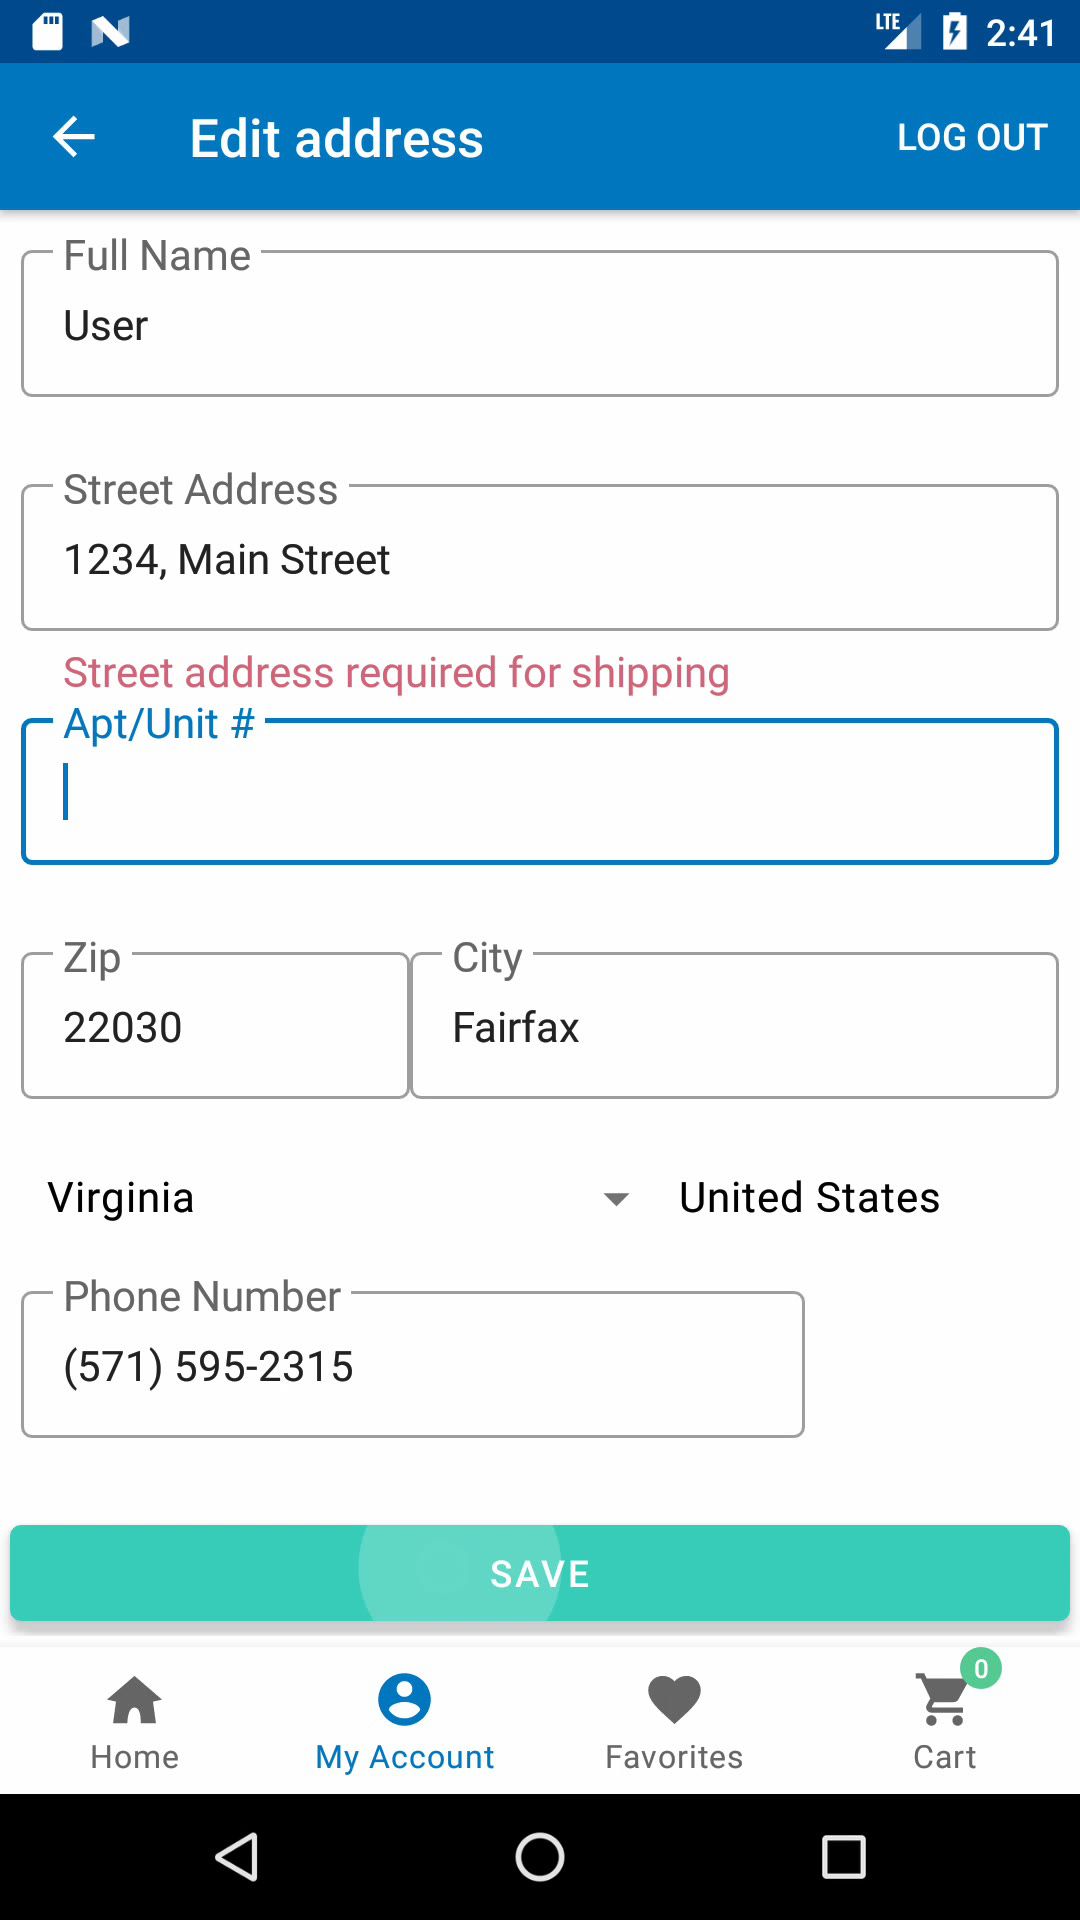 LTE 2:41
Edit address LOG OUT
Full Name
User
Street Address
1234, Main Street
Street address required for shipping
Apt/Unit #
Zip City
22030 Fairfax
Virginia United States
Phone Number
(571) 595-2315
SAVE
0
Home My Account Favorites Cart